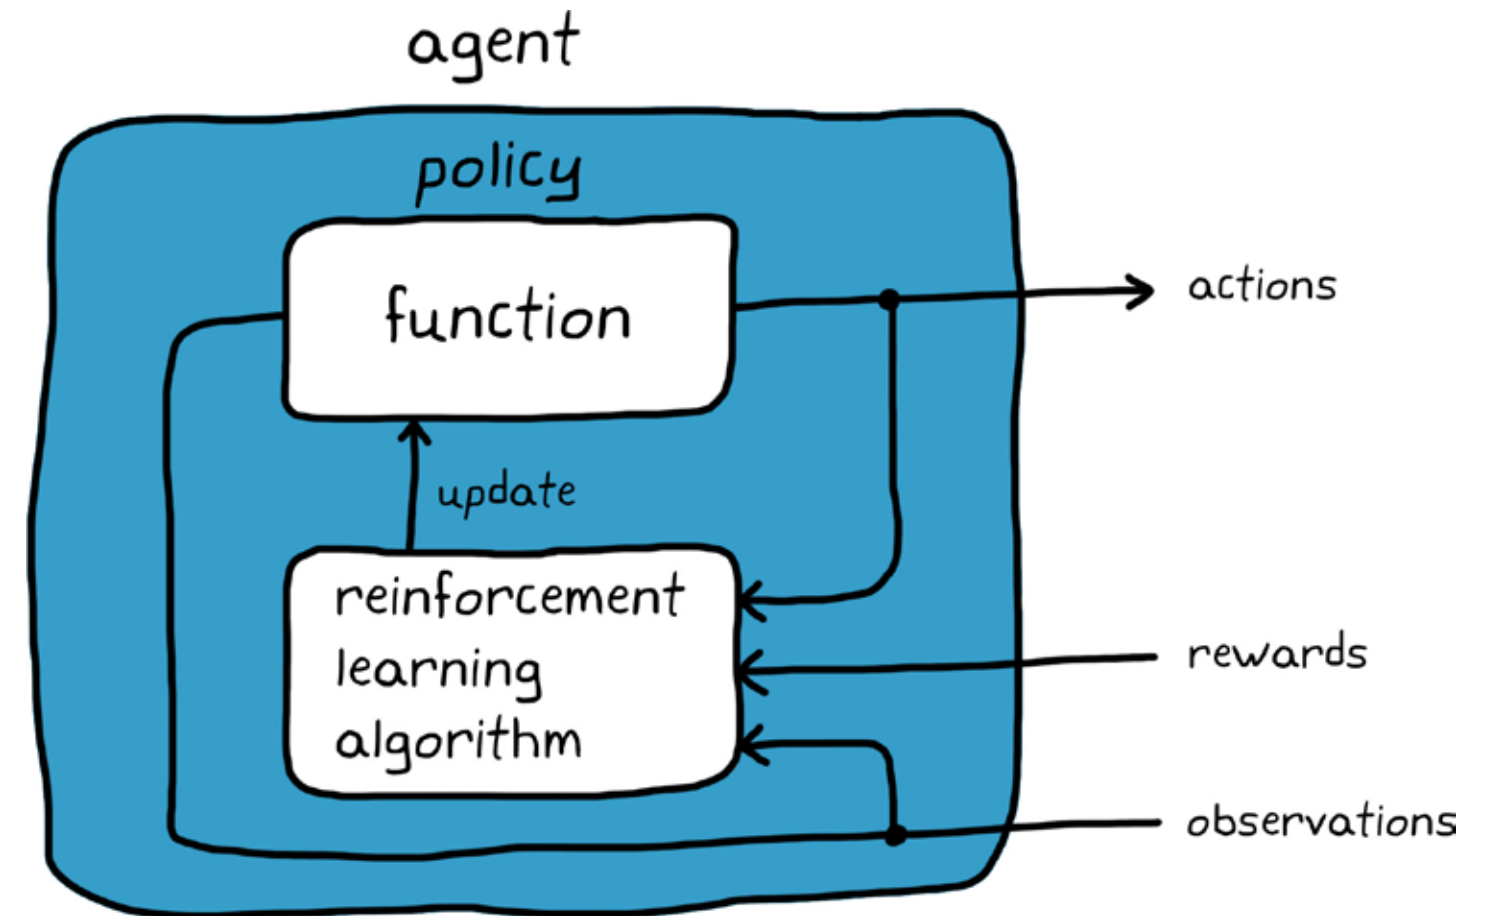 agent
policy
function
actions
update
reinforcement
learning
algorithm
rewards
observations